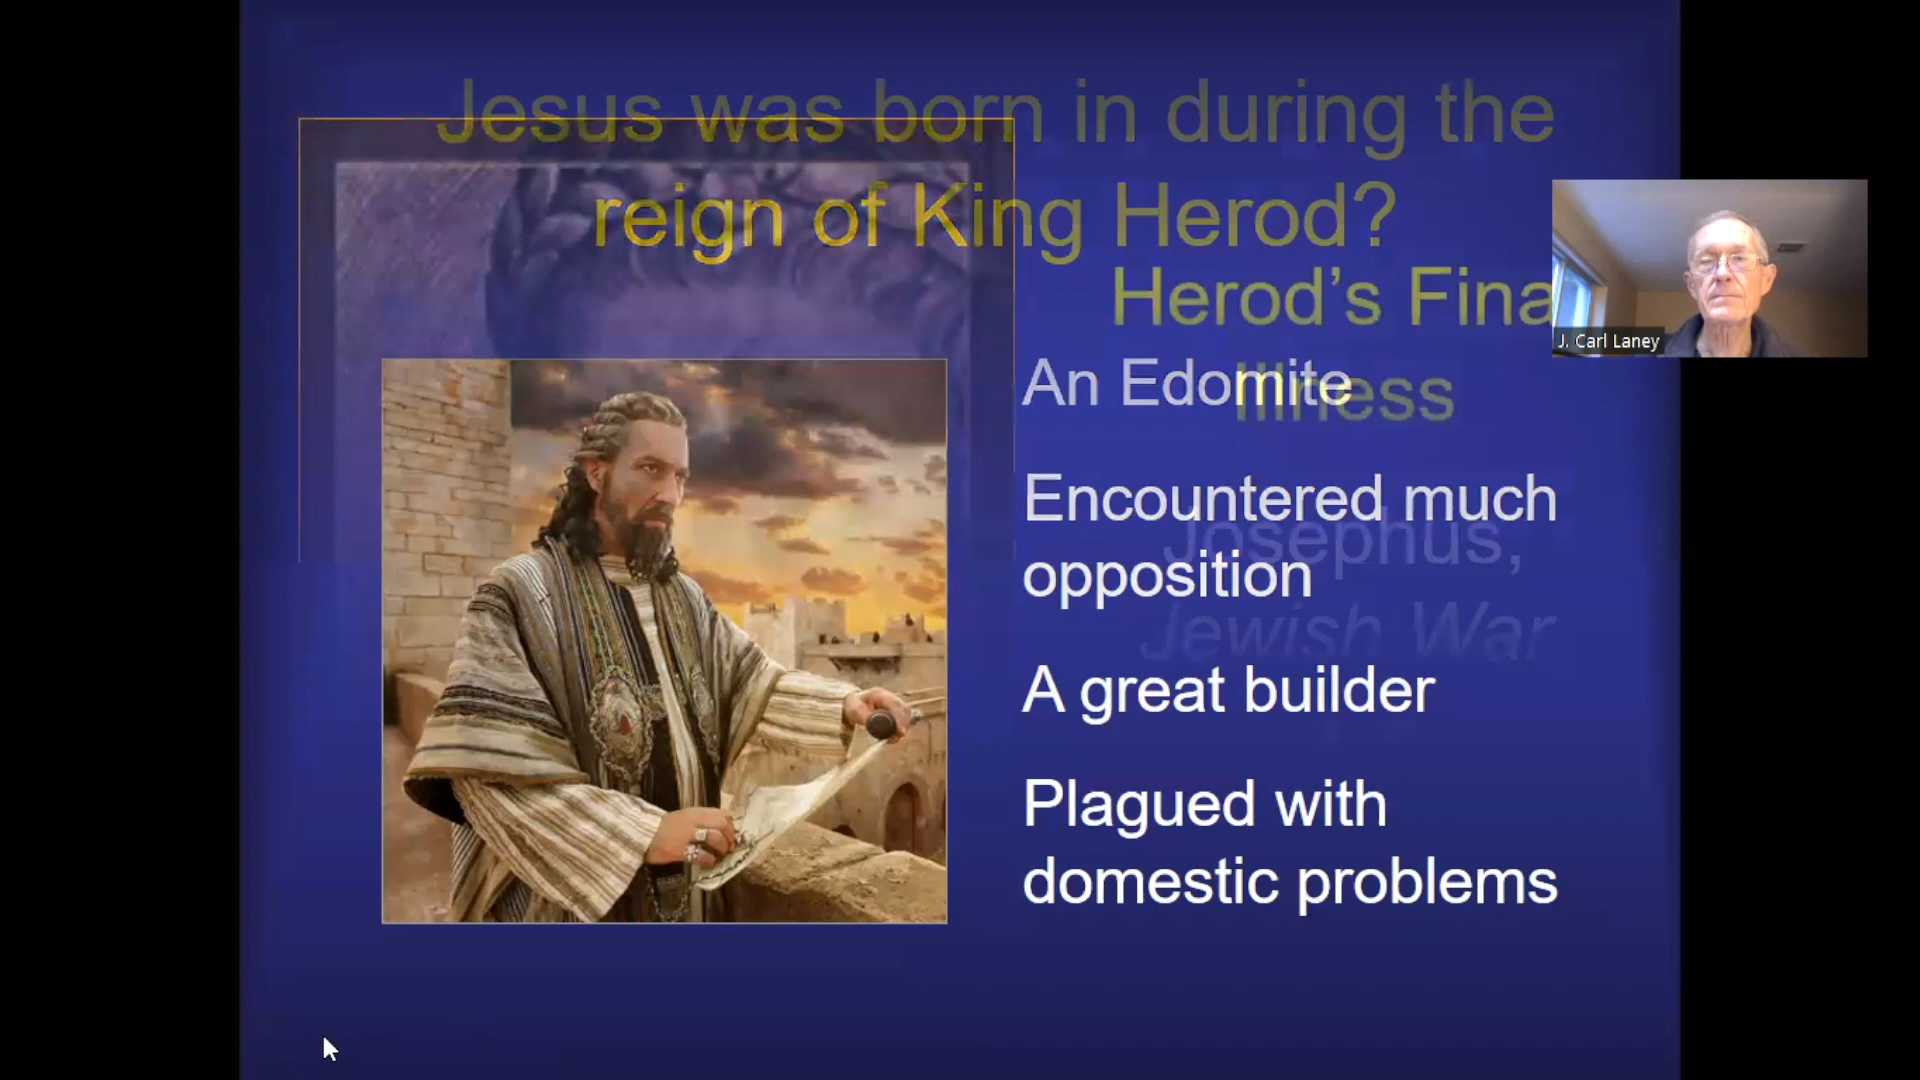 Jesus was born in during the
reign of King Herod?
Herod’s Fina
Illness
An Edomite
Encountered much
opposition
Josephus,
Jewish War
A great builder
Plagued with
domestic problems
J. Carl Laney